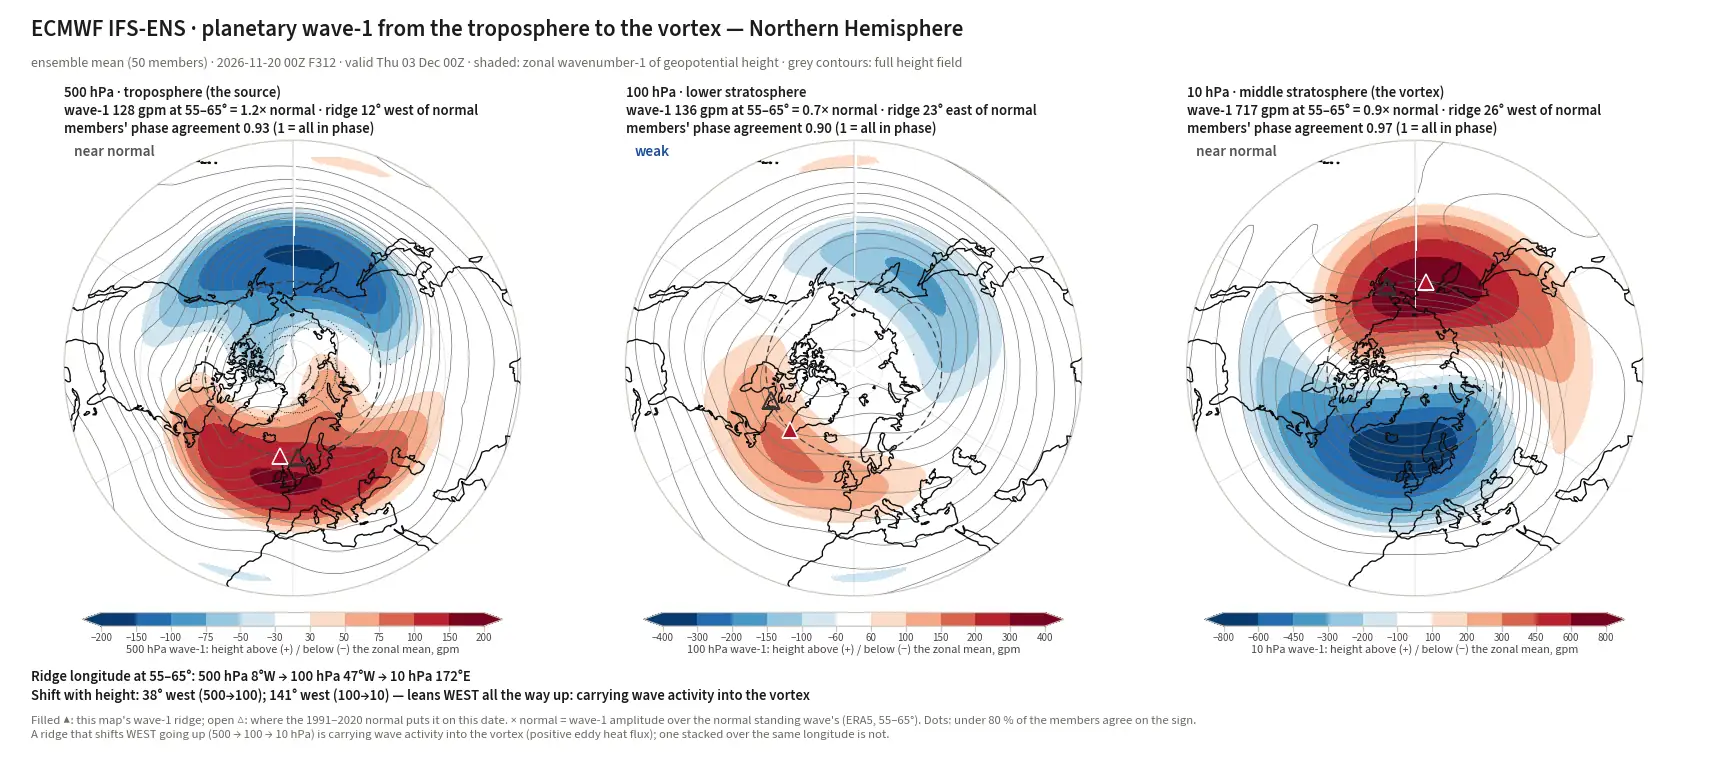 ECMWF IFS-ENS · planetary wave-1 from the troposphere to the vortex — Northern Hemisphere
ensemble mean (50 members) · 2026-11-20 00Z F312 · valid Thu 03 Dec 00Z · shaded: zonal wavenumber-1 of geopotential height · grey contours: full height field
500 hPa · troposphere (the source)
wave-1 128 gpm at 55–65° = 1.2× normal · ridge 12° west of normal
members' phase agreement 0.93 (1 = all in phase)
near normal
100 hPa · lower stratosphere
wave-1 136 gpm at 55–65° = 0.7× normal · ridge 23° east of normal
members' phase agreement 0.90 (1 = all in phase)
weak
10 hPa · middle stratosphere (the vortex)
wave-1 717 gpm at 55–65° = 0.9× normal · ridge 26° west of normal
members' phase agreement 0.97 (1 = all in phase)
near normal
−200 −150 −100 −75 −50 −30 30 50 75 100 150 200
500 hPa wave-1: height above (+) / below (−) the zonal mean, gpm
−400 −300 −200 −150 −100 −60 60 100 150 200 300 400
100 hPa wave-1: height above (+) / below (−) the zonal mean, gpm
−800 −600 −450 −300 −200 −100 100 200 300 450 600 800
10 hPa wave-1: height above (+) / below (−) the zonal mean, gpm
Ridge longitude at 55–65°: 500 hPa 8°W → 100 hPa 47°W → 10 hPa 172°E
Shift with height: 38° west (500→100); 141° west (100→10) — leans WEST all the way up: carrying wave activity into the vortex
Filled ▲: this map's wave-1 ridge; open △: where the 1991–2020 normal puts it on this date. × normal = wave-1 amplitude over the normal standing wave's (ERA5, 55–65°). Dots: under 80 % of the members agree on the sign.
A ridge that shifts WEST going up (500 → 100 → 10 hPa) is carrying wave activity into the vortex (positive eddy heat flux); one stacked over the same longitude is not.